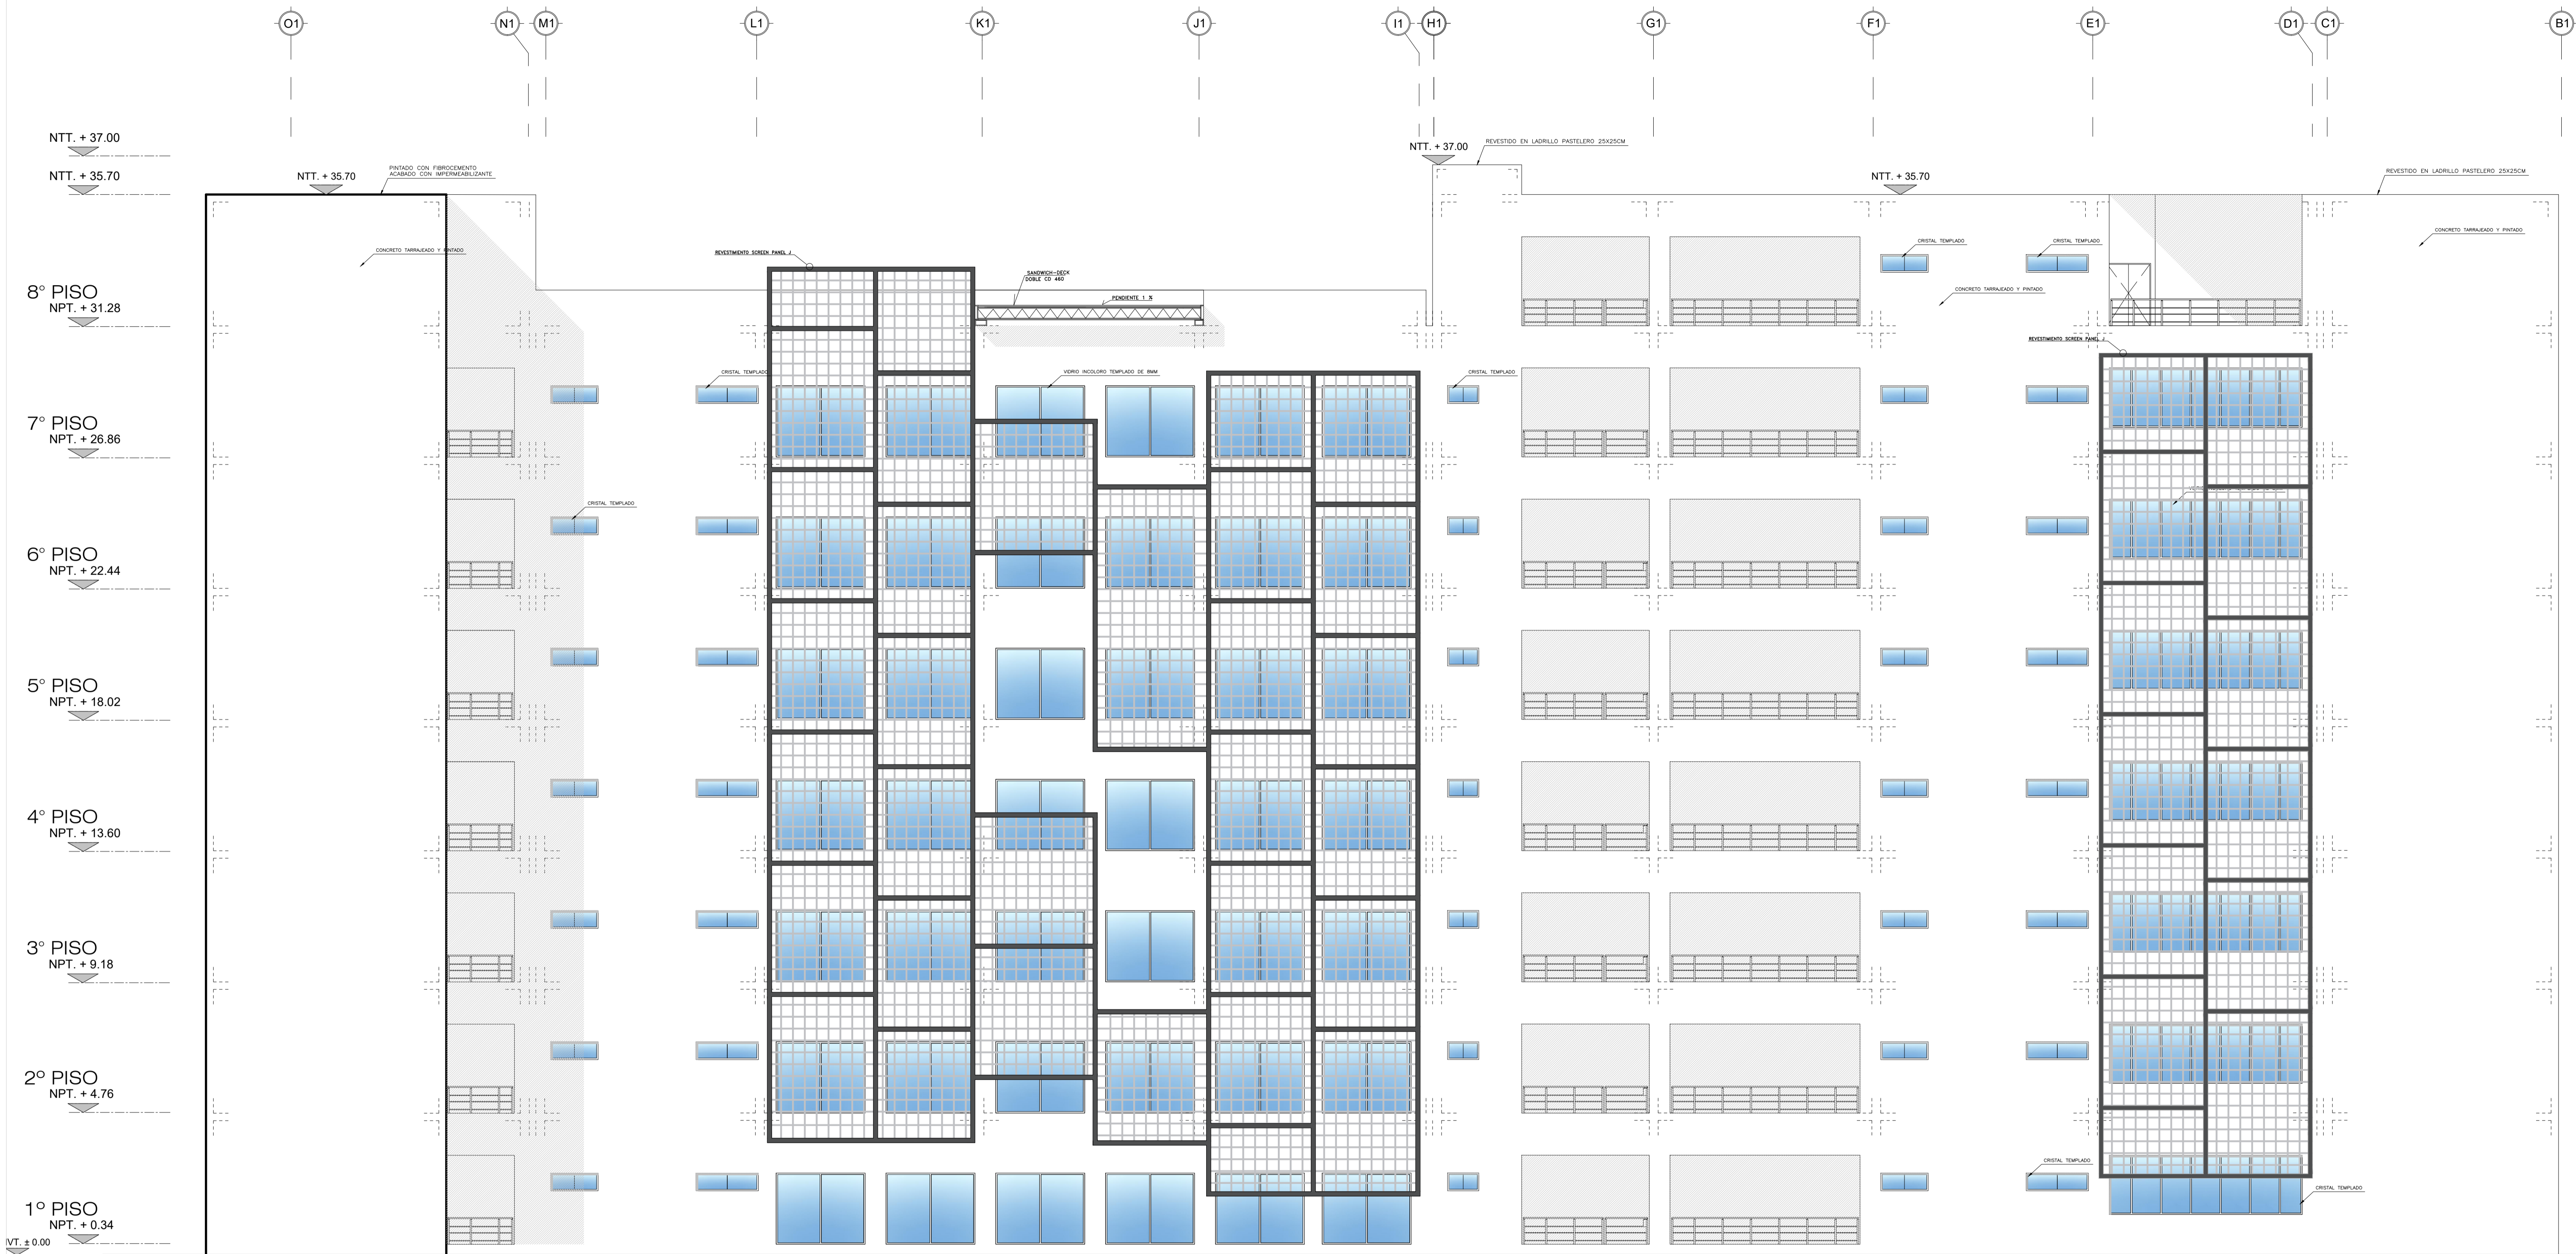 O1
N1
M1
L1
K1
J1
I1
H1
G1
F1
E1
D1
C1
B1
NTT. + 37.00
NTT. + 37.00
REVESTIDO EN LADRILLO PASTELERO 25X25CM
NTT. + 35.70
PINTADO CON FIBROCEMENTO
ACABADO CON IMPERMEABILIZANTE
NTT. + 35.70
NTT. + 35.70
REVESTIDO EN LADRILLO PASTELERO 25X25CM
CONCRETO TARRAJEADO Y PINTADO
REVESTIMIENTO SCREEN PANEL J
CRISTAL TEMPLADO
CRISTAL TEMPLADO
CONCRETO TARRAJEADO Y PINTADO
SANDWICH-DECK
DOBLE CD 460
PENDIENTE 1 %
CONCRETO TARRAJEADO Y PINTADO
8° PISO
NPT. + 31.28
REVESTIMIENTO SCREEN PANEL J
CRISTAL TEMPLADO
VIDRIO INCOLORO TEMPLADO DE 8MM
CRISTAL TEMPLADO
7° PISO
NPT. + 26.86
CRISTAL TEMPLADO
6° PISO
NPT. + 22.44
5° PISO
NPT. + 18.02
4° PISO
NPT. + 13.60
3° PISO
NPT. + 9.18
2° PISO
NPT. + 4.76
CRISTAL TEMPLADO
CRISTAL TEMPLADO
1° PISO
NPT. + 0.34
± 0.00